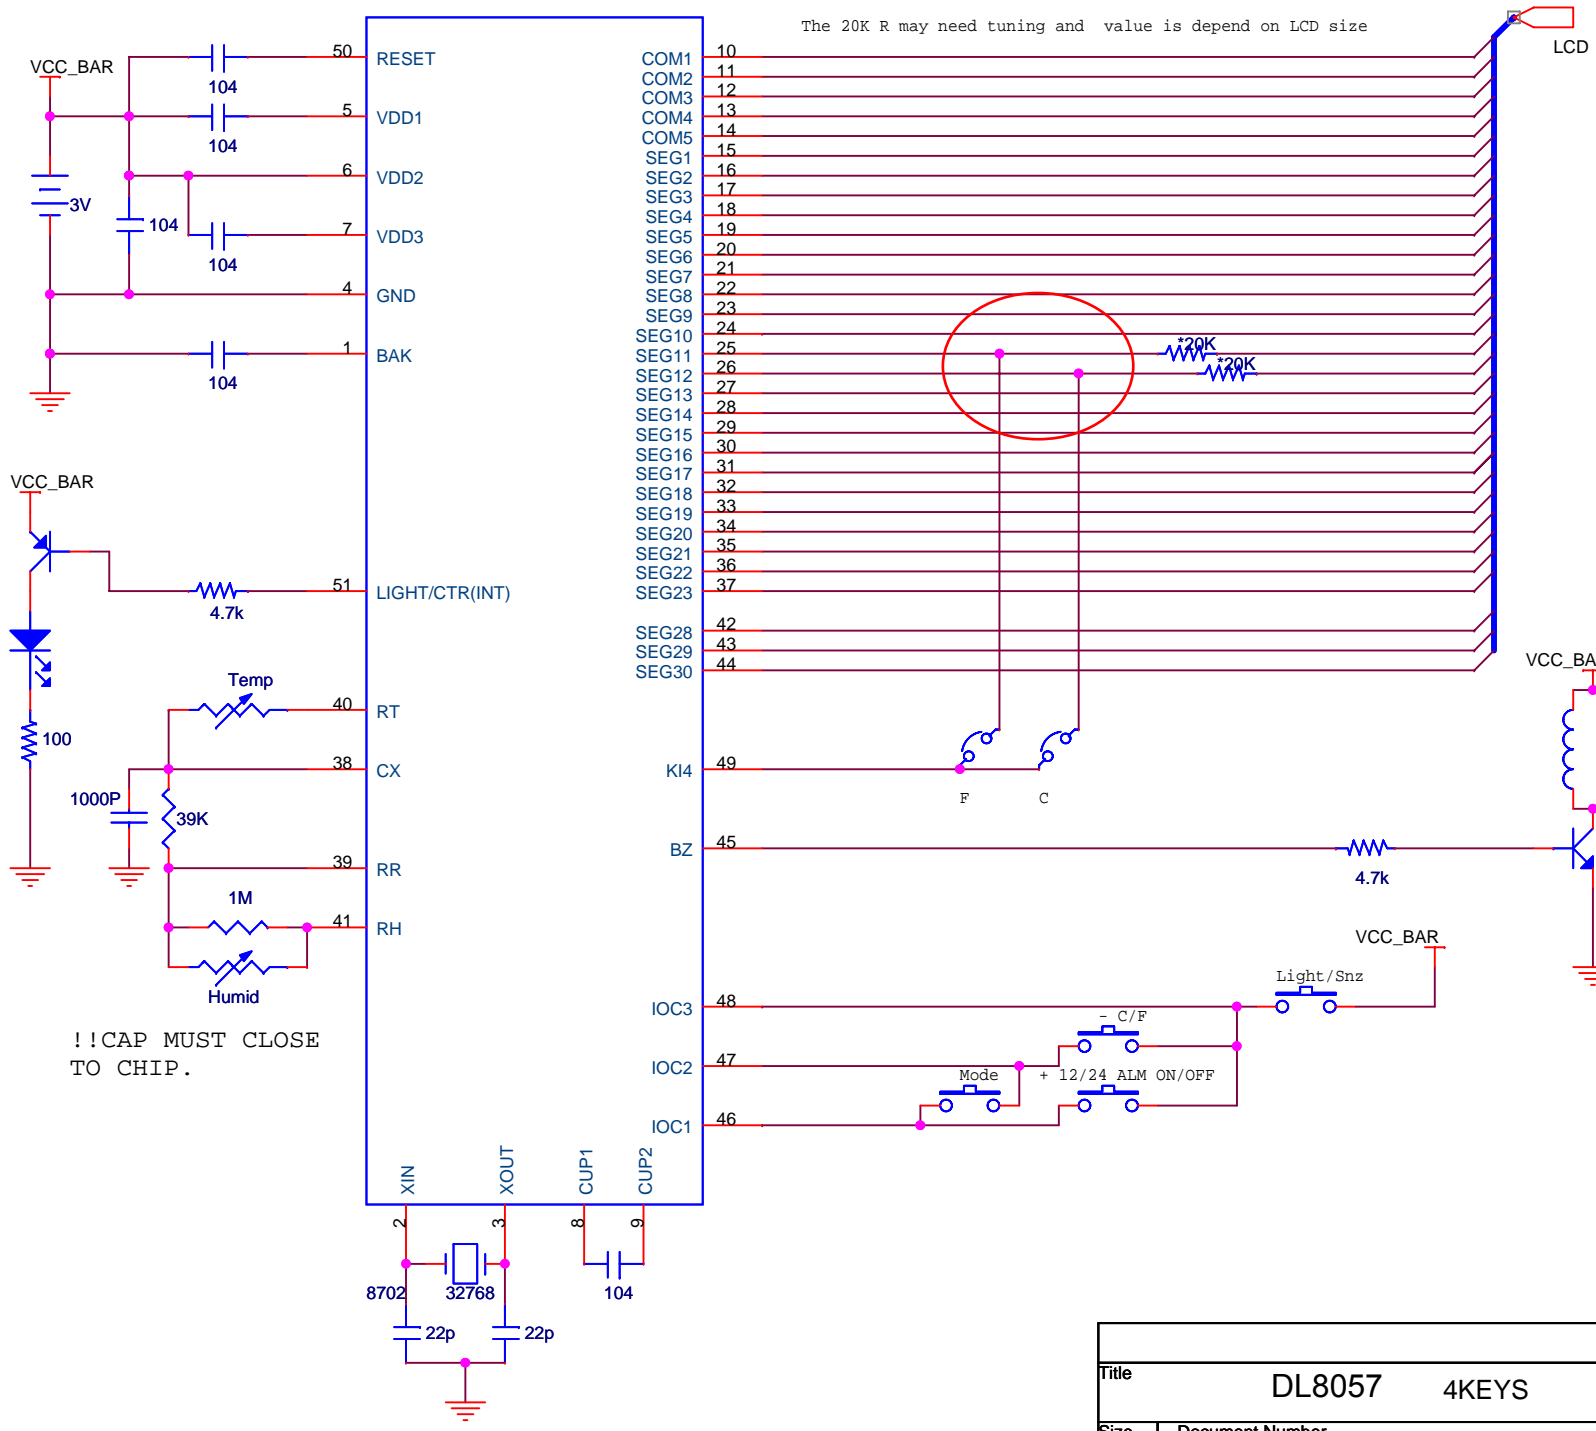 The 20K R may need tuning and value is depend on LCD size
LCD
VCC_BAR
104
50
RESET
104
5
VDD1
6
VDD2
3V
104
104
7
VDD3
4
GND
104
1
BAK
COM1
10
COM2
11
COM3
12
COM4
13
COM5
14
SEG1
15
SEG2
16
SEG3
17
SEG4
18
SEG5
19
SEG6
20
SEG7
21
SEG8
22
SEG9
23
SEG10
24
SEG11
25
*20K
SEG12
26
*20K
SEG13
27
SEG14
28
SEG15
29
SEG16
30
SEG17
31
SEG18
32
SEG19
33
SEG20
34
SEG21
35
SEG22
36
SEG23
37
SEG28
42
SEG29
43
SEG30
44
VCC_BAR
4.7k
51
LIGHT/CTR(INT)
100
Temp
40
RT
38
CX
1000P
39K
39
RR
1M
41
RH
Humid
!!CAP MUST CLOSE
TO CHIP.
KI4
49
F
C
VCC_BA
BZ
45
4.7k
VCC_BAR
Light/Snz
IOC3
48
- C/F
IOC2
47
Mode
+ 12/24 ALM ON/OFF
IOC1
46
XIN
XOUT
CUP1
CUP2
2
3
8
9
8702
32768
104
22p
22p
Title
DL8057 4KEYS
Size
Document Number